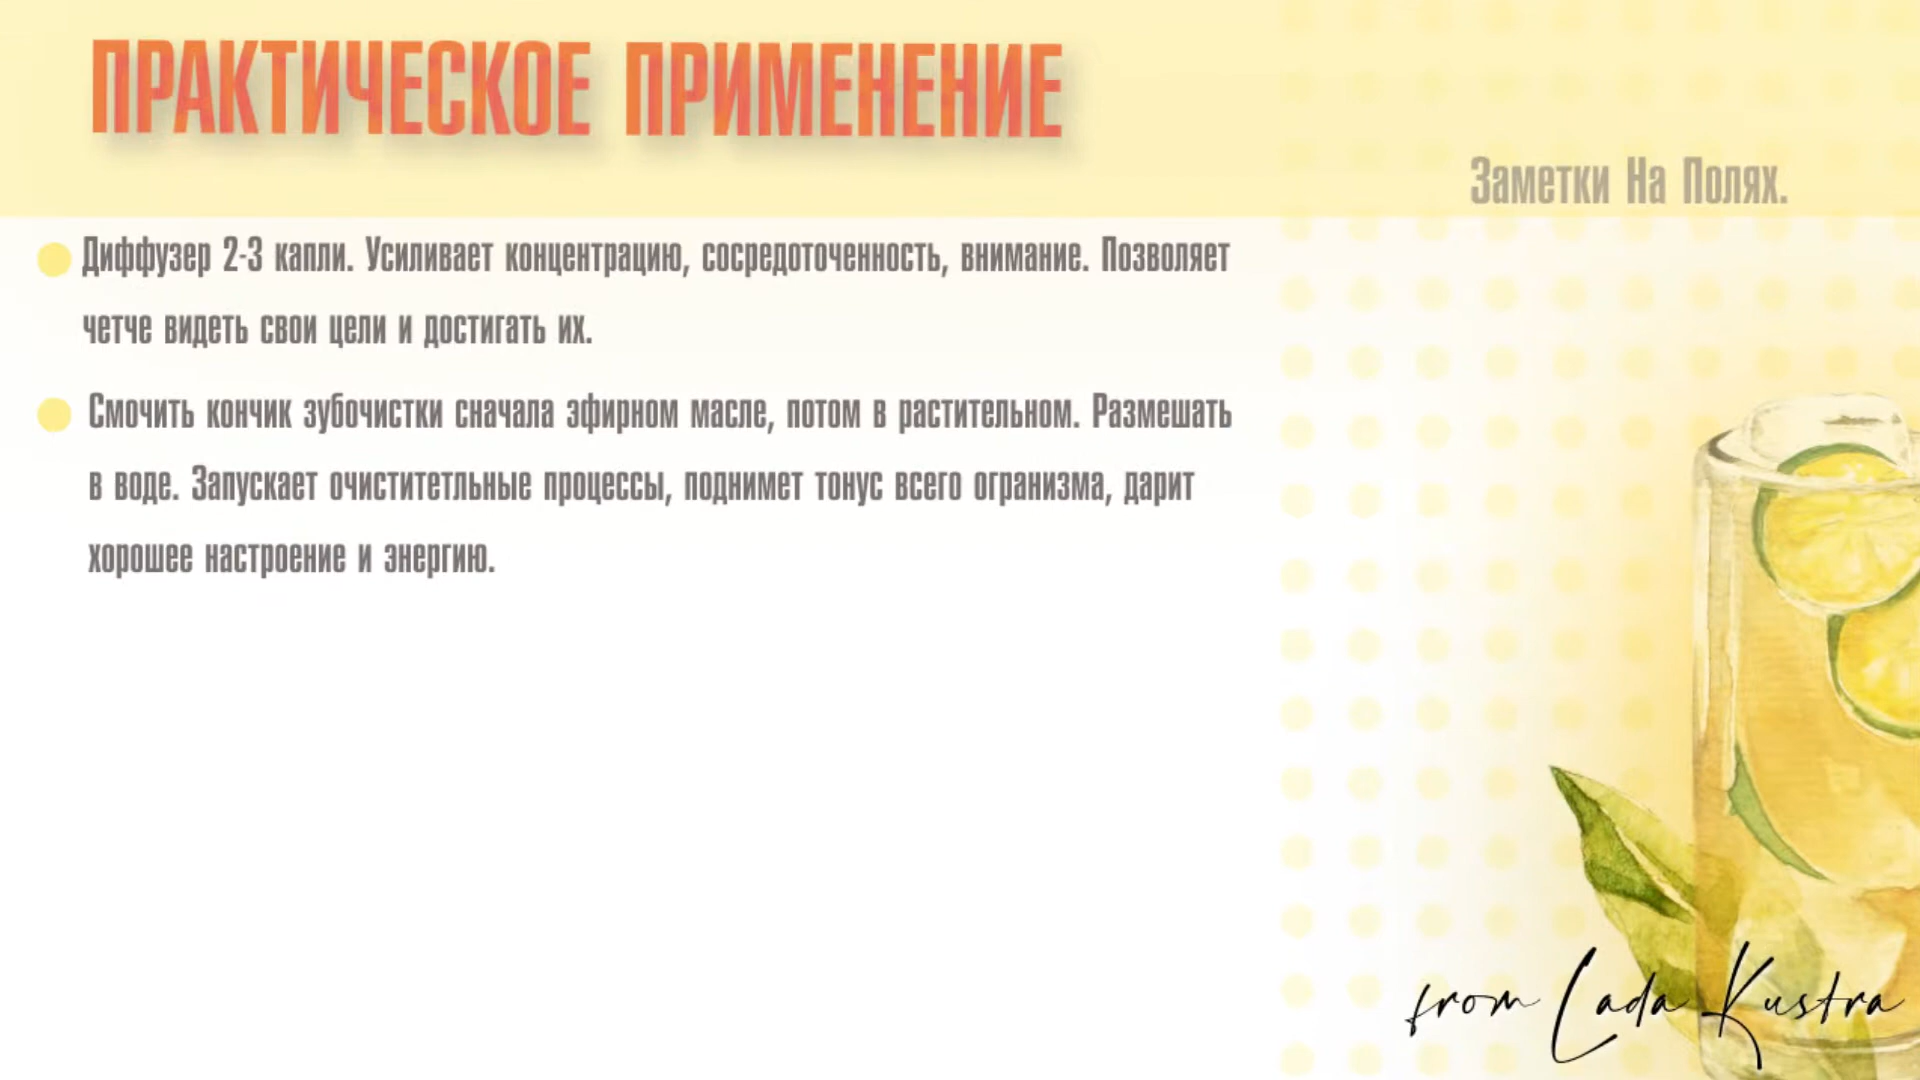 ПРАКТИЧЕСКОЕ ПРИМЕНЕНИЕ
Заметки На Полях.
Диффузер 2-3 капли. Усиливает концентрацию, сосредоточенность, внимание. Позволяет
четче видеть свои цели и достигать их.
Смочить кончик зубочистки сначала эфирном масле, потом в растительном. Размешать
в воде. Запускает очиститетльные процессы, поднимет тонус всего огранизма, дарит
хорошее настроение и энергию.
from Lada Kustra